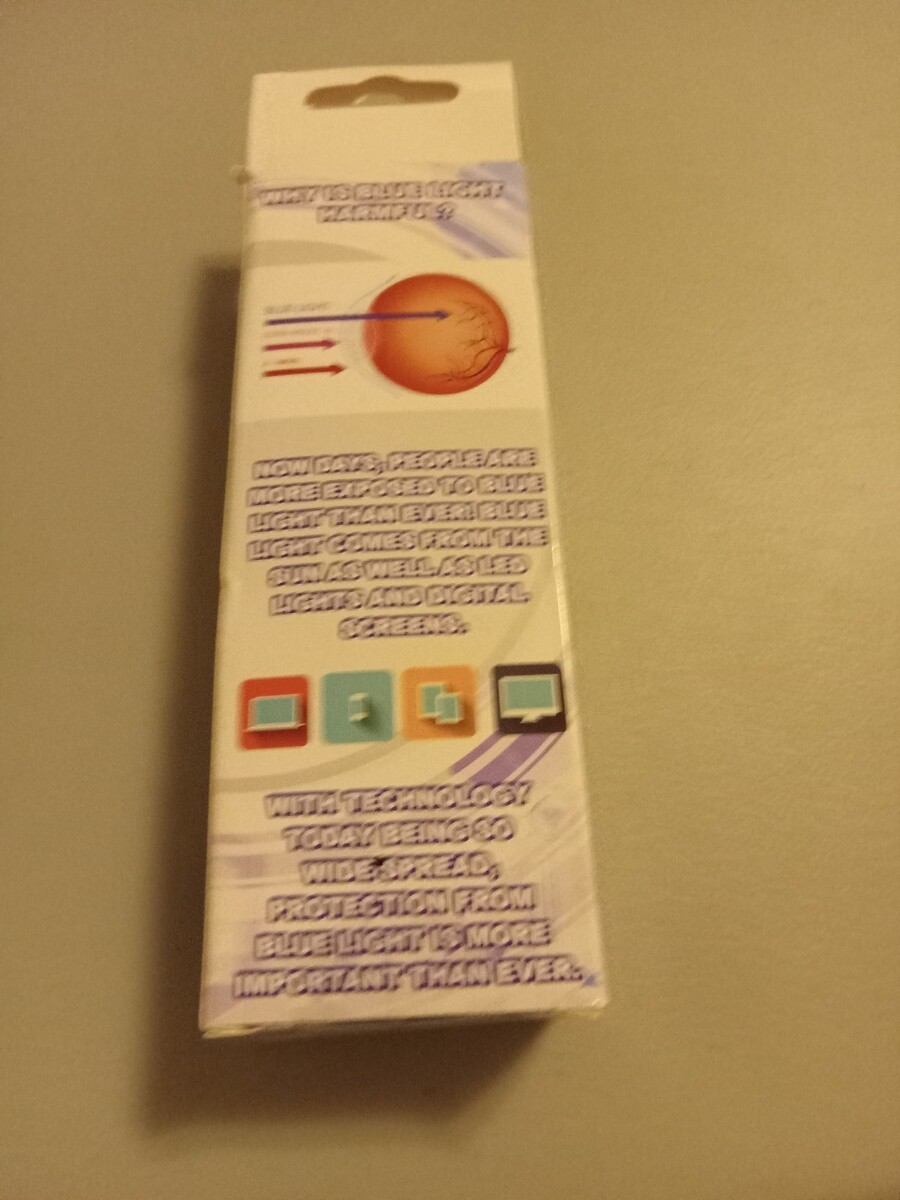 WHY IS BLUE LIGHT
HARMFUL?
BLUE LIGHT
NOW DAYS, PEOPLE ARE
MORE EXPOSED TO BLUE
LIGHT THAN EVER! BLUE
LIGHT COMES FROM THE
SUN AS WELL AS LED
LIGHTS AND DIGITAL
SCREENS.
WITH TECHNOLOGY
TODAY BEING SO
WIDE SPREAD,
PROTECTION FROM
BLUE LIGHT IS MORE
IMPORTANT THAN EVER.